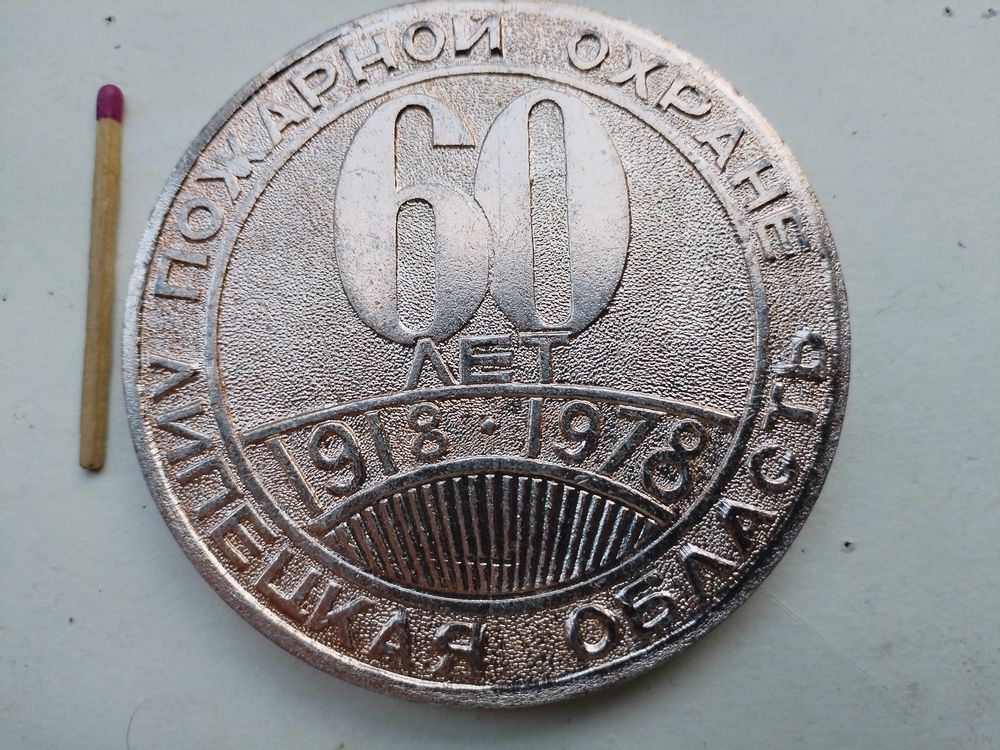 ПОЖАРНОЙ ОХРАНЕ
60
ЛЕТ
1918 · 1978
ЛИПЕЦКАЯ ОБЛАСТЬ